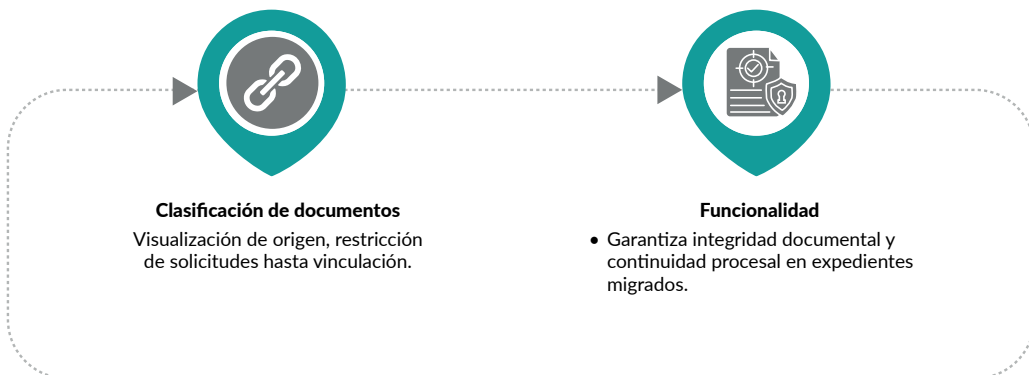 Clasificación de documentos
Visualización de origen, restricción
de solicitudes hasta vinculación.
Funcionalidad
• Garantiza integridad documental y
continuidad procesal en expedientes
migrados.